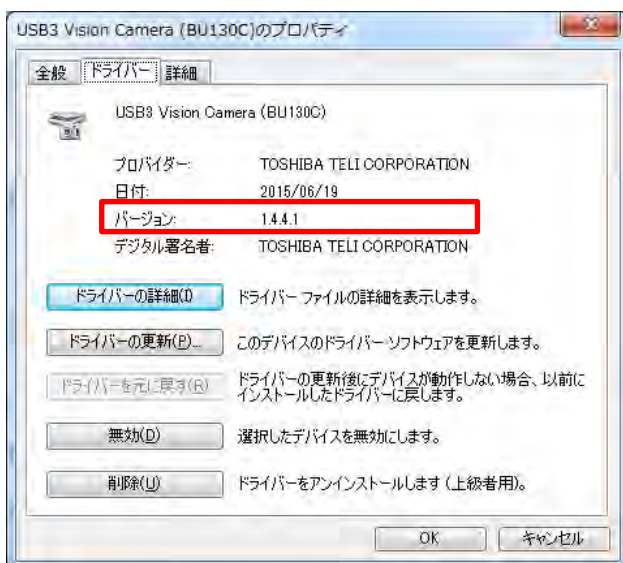 USB3 Vision Camera (BU130C)のプロパティ
全般 ドライバー 詳細
USB3 Vision Camera (BU130C)
プロバイダー: TOSHIBA TELI CORPORATION
日付: 2015/06/19
バージョン: 1.4.4.1
デジタル署名者: TOSHIBA TELI CORPORATION
ドライバーの詳細(I) ドライバー ファイルの詳細を表示します。
ドライバーの更新(P)... このデバイスのドライバー ソフトウェアを更新します。
ドライバーを元に戻す(R) ドライバーの更新後にデバイスが動作しない場合、以前に
インストールしたドライバーに戻します。
無効(D) 選択したデバイスを無効にします。
削除(U) ドライバーをアンインストールします (上級者用)。
OK キャンセル